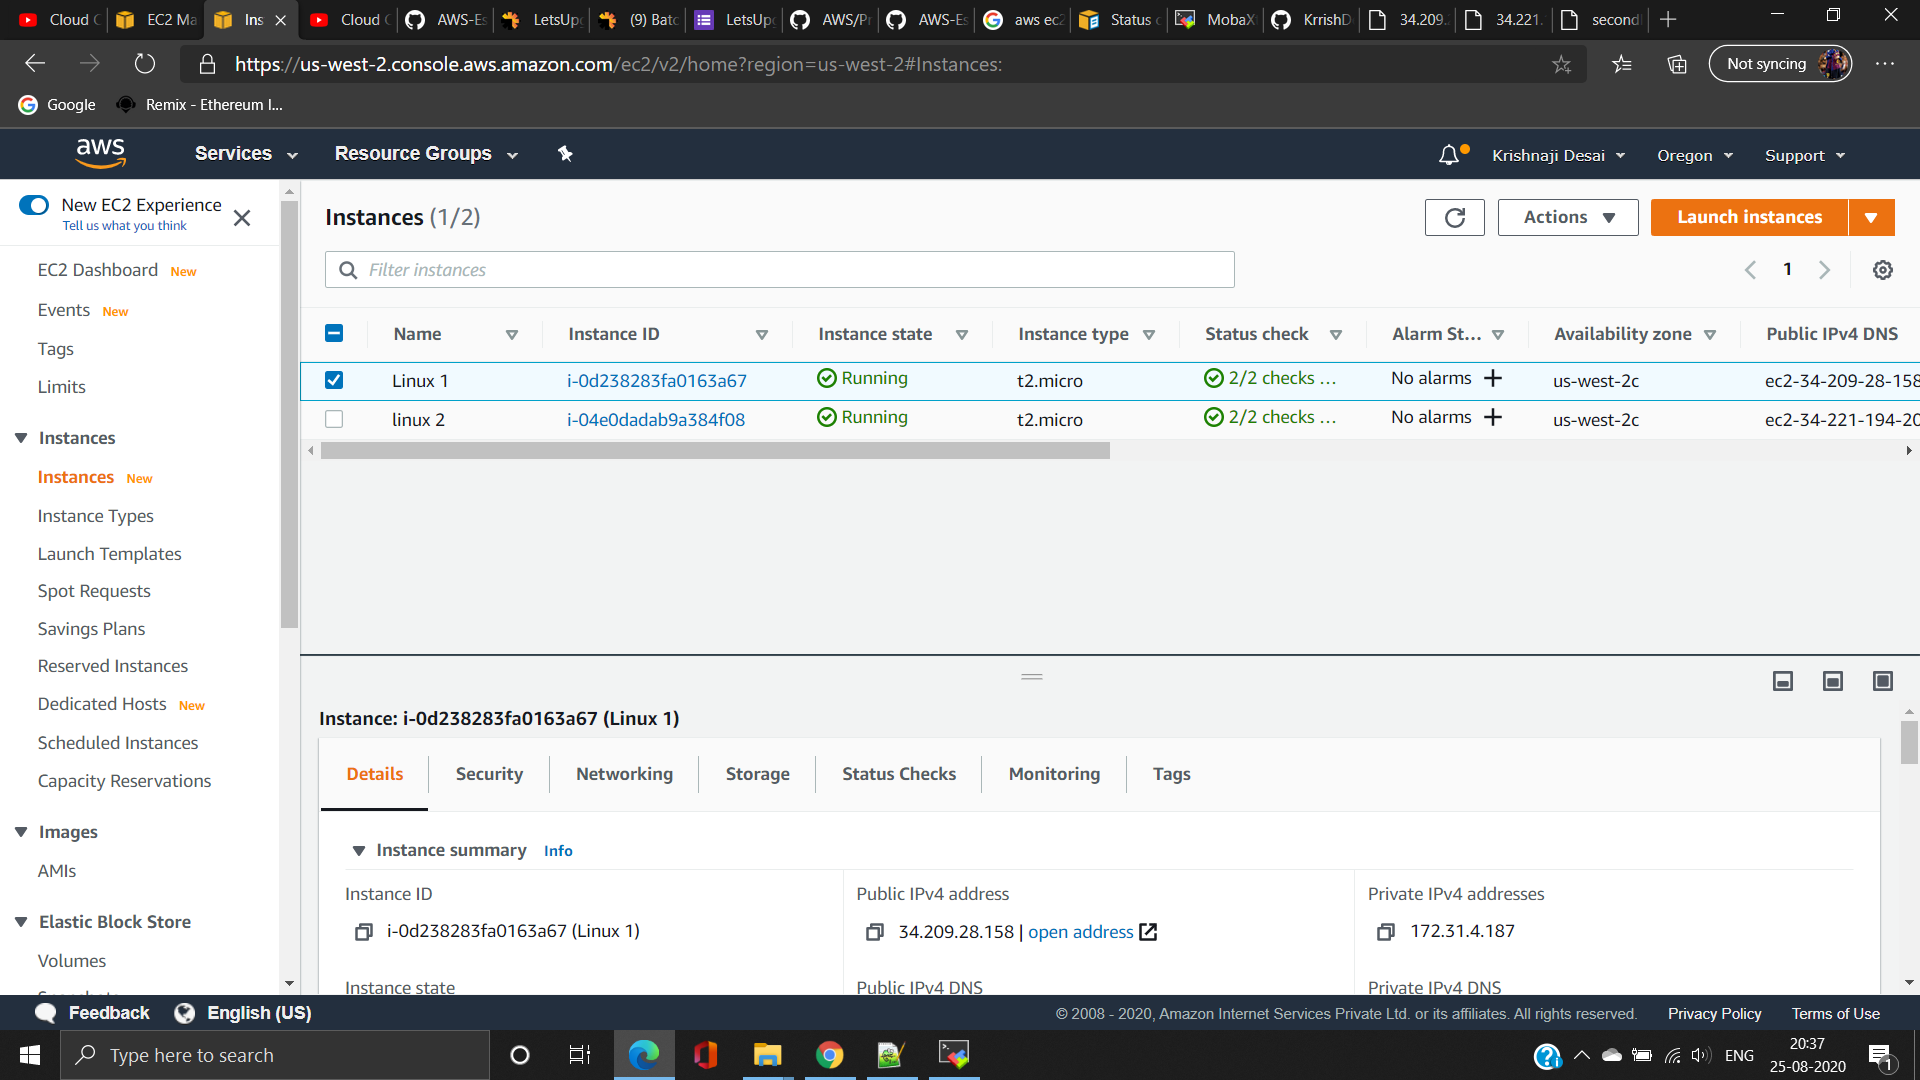 Cloud C
EC2 Ma
Ins
Cloud C
AWS-Es
LetsUp
(9) Batc
LetsUp
AWS/Pr
AWS-Es
aws ec2
Status c
MobaX
KrrishD
34.209.
34.221.
second
https://us-west-2.console.aws.amazon.com/ec2/v2/home?region=us-west-2#Instances:
Not syncing
Google
Remix - Ethereum I...
aws
Services
Resource Groups
Krishnaji Desai
Oregon
Support
New EC2 Experience
Tell us what you think
EC2 Dashboard New
Events New
Tags
Limits
Instances
Instances New
Instance Types
Launch Templates
Spot Requests
Savings Plans
Reserved Instances
Dedicated Hosts New
Scheduled Instances
Capacity Reservations
Images
AMIs
Elastic Block Store
Volumes
Instances (1/2)
Actions
Launch instances
Filter instances
1
Name Instance ID Instance state Instance type Status check Alarm St... Availability zone Public IPv4 DNS
Linux 1 i-0d238283fa0163a67 Running t2.micro 2/2 checks ... No alarms us-west-2c ec2-34-209-28-158
linux 2 i-04e0dadab9a384f08 Running t2.micro 2/2 checks ... No alarms us-west-2c ec2-34-221-194-20
Instance: i-0d238283fa0163a67 (Linux 1)
Details
Security
Networking
Storage
Status Checks
Monitoring
Tags
Instance summary Info
Instance ID
i-0d238283fa0163a67 (Linux 1)
Public IPv4 address
34.209.28.158 | open address
Private IPv4 addresses
172.31.4.187
Instance state
Public IPv4 DNS
Private IPv4 DNS
Feedback
English (US)
© 2008 - 2020, Amazon Internet Services Private Ltd. or its affiliates. All rights reserved.
Privacy Policy
Terms of Use
Type here to search
ENG
20:37
25-08-2020
1